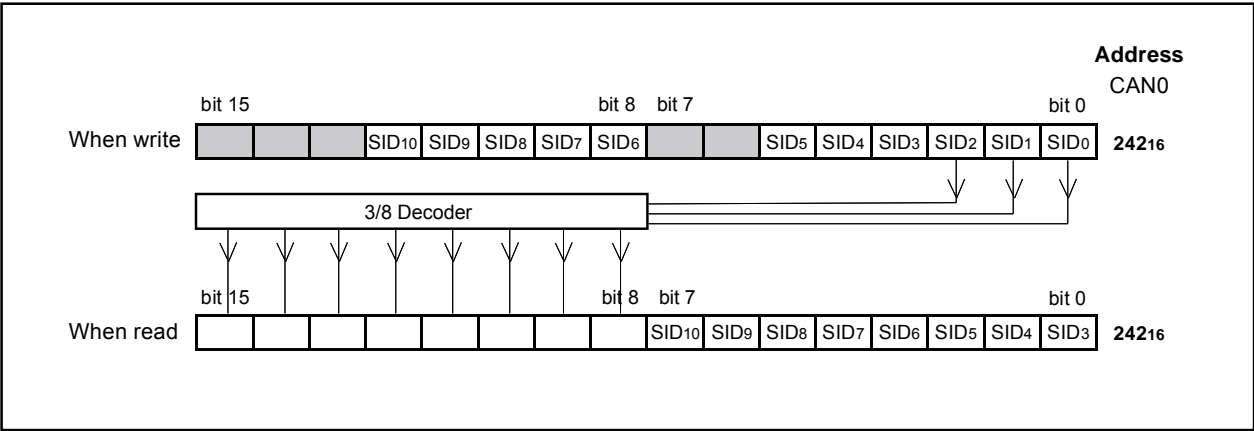 Address
CAN0
bit 15 bit 8 bit 7 bit 0
When write SID10 SID9 SID8 SID7 SID6 SID5 SID4 SID3 SID2 SID1 SID0 24216
3/8 Decoder
bit 15 bit 8 bit 7 bit 0
When read SID10 SID9 SID8 SID7 SID6 SID5 SID4 SID3 24216